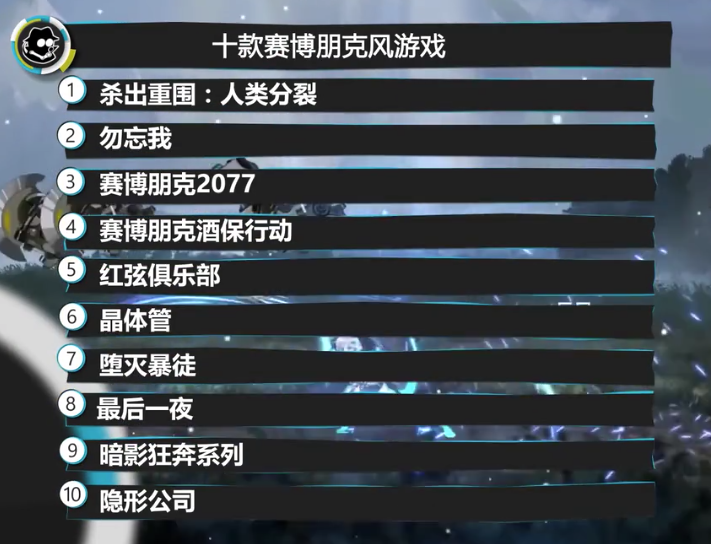 十款赛博朋克风游戏
1 杀出重围：人类分裂
2 勿忘我
3 赛博朋克2077
4 赛博朋克酒保行动
5 红弦俱乐部
6 晶体管
7 堕灭暴徒
8 最后一夜
9 暗影狂奔系列
10 隐形公司